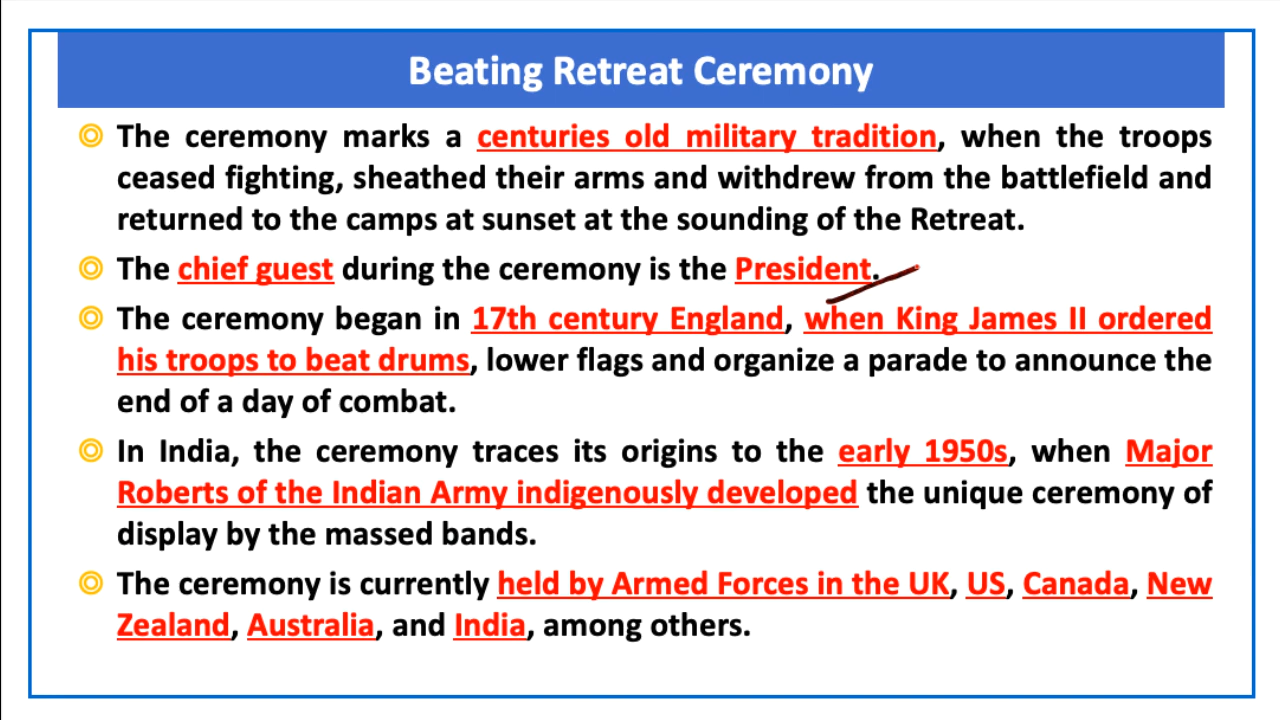 Beating Retreat Ceremony
The ceremony marks a centuries old military tradition, when the troops
ceased fighting, sheathed their arms and withdrew from the battlefield and
returned to the camps at sunset at the sounding of the Retreat.
The chief guest during the ceremony is the President.
The ceremony began in 17th century England, when King James II ordered
his troops to beat drums, lower flags and organize a parade to announce the
end of a day of combat.
In India, the ceremony traces its origins to the early 1950s, when Major
Roberts of the Indian Army indigenously developed the unique ceremony of
display by the massed bands.
The ceremony is currently held by Armed Forces in the UK, US, Canada, New
Zealand, Australia, and India, among others.